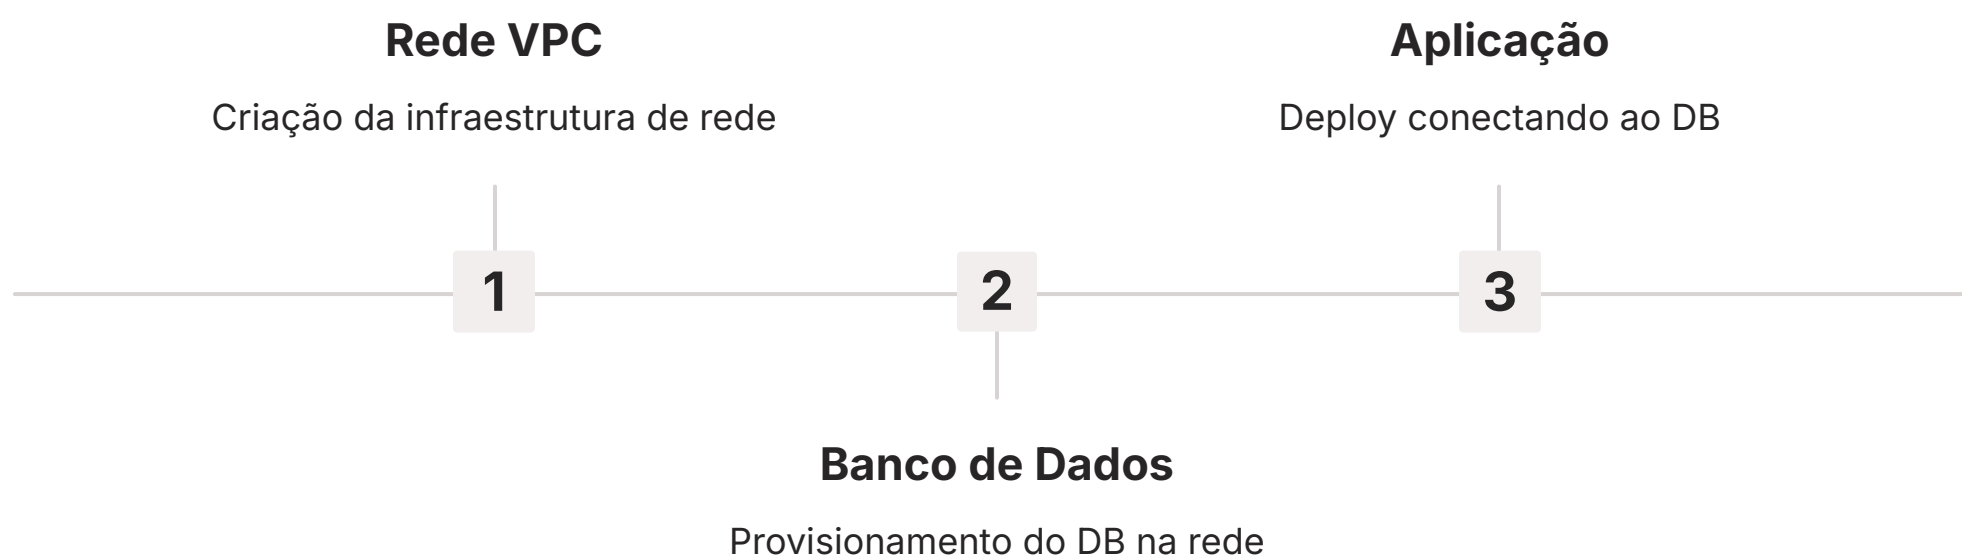 Rede VPC
Criação da infraestrutura de rede
1
2
Banco de Dados
Provisionamento do DB na rede
Aplicação
Deploy conectando ao DB
3